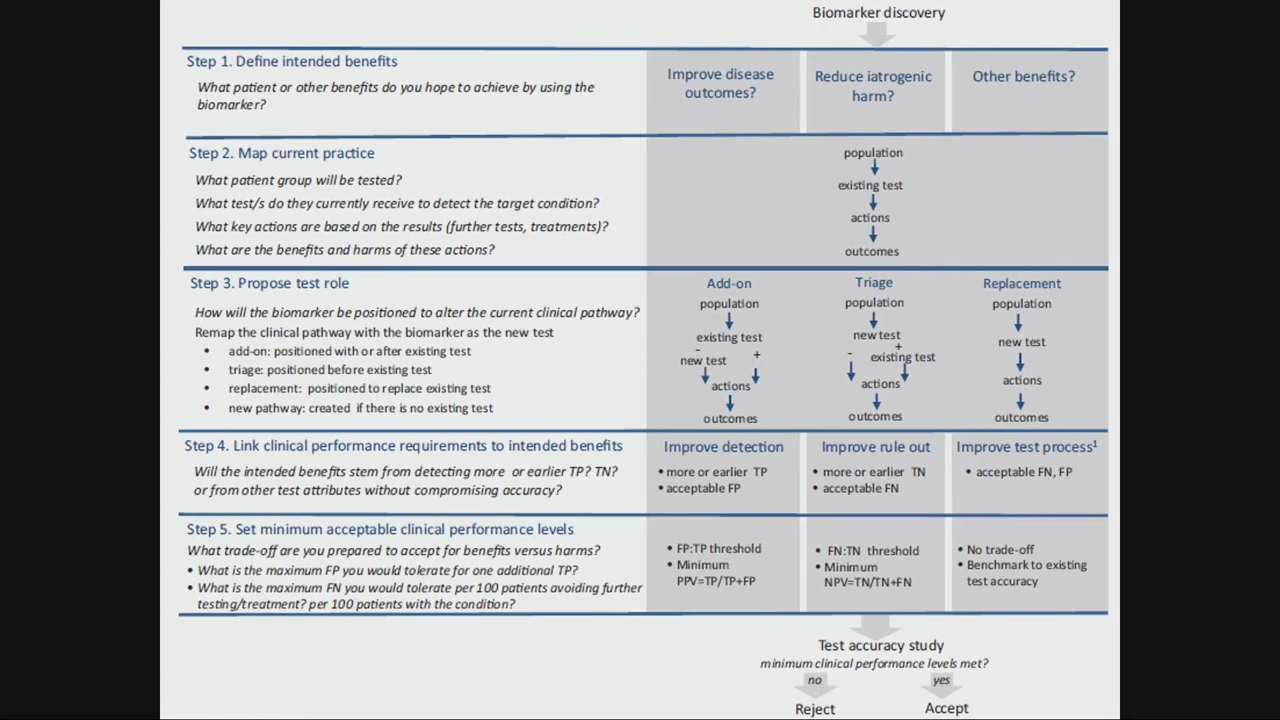 Biomarker discovery
Step 1. Define intended benefits
What patient or other benefits do you hope to achieve by using the
biomarker?
Improve disease
outcomes?
Reduce iatrogenic
harm?
Other benefits?
Step 2. Map current practice
What patient group will be tested?
What test/s do they currently receive to detect the target condition?
What key actions are based on the results (further tests, treatments)?
What are the benefits and harms of these actions?
population
existing test
actions
outcomes
Step 3. Propose test role
How will the biomarker be positioned to alter the current clinical pathway?
Remap the clinical pathway with the biomarker as the new test
• add-on: positioned with or after existing test
• triage: positioned before existing test
• replacement: positioned to replace existing test
• new pathway: created if there is no existing test
Add-on
population
existing test
- +
new test
actions
outcomes
Triage
population
new test
- +
existing test
actions
outcomes
Replacement
population
new test
actions
outcomes
Step 4. Link clinical performance requirements to intended benefits
Will the intended benefits stem from detecting more or earlier TP? TN?
or from other test attributes without compromising accuracy?
Improve detection
• more or earlier TP
• acceptable FP
Improve rule out
• more or earlier TN
• acceptable FN
Improve test process¹
• acceptable FN, FP
Step 5. Set minimum acceptable clinical performance levels
What trade-off are you prepared to accept for benefits versus harms?
• What is the maximum FP you would tolerate for one additional TP?
• What is the maximum FN you would tolerate per 100 patients avoiding further
testing/treatment? per 100 patients with the condition?
• FP:TP threshold
• Minimum
PPV=TP/TP+FP
• FN:TN threshold
• Minimum
NPV=TN/TN+FN
• No trade-off
• Benchmark to existing
test accuracy
Test accuracy study
minimum clinical performance levels met?
no
yes
Reject
Accept